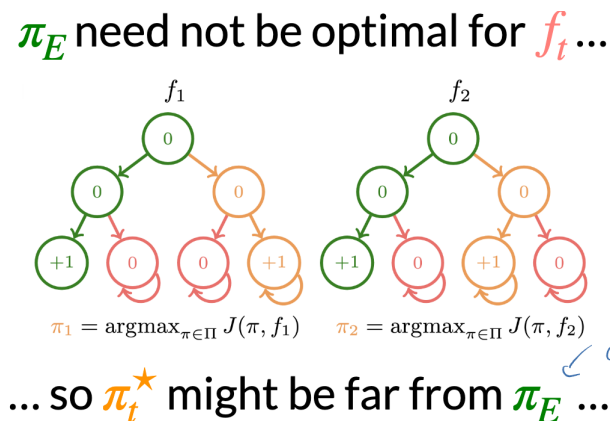 π_E need not be optimal for f_t ...
f_1 f_2
0 0
0 0 0 0
+1 0 0 +1 +1 0 +1 0
π_1 = argmax_{π∈Π} J(π, f_1) π_2 = argmax_{π∈Π} J(π, f_2)
... so π_t^★ might be far from π_E ...